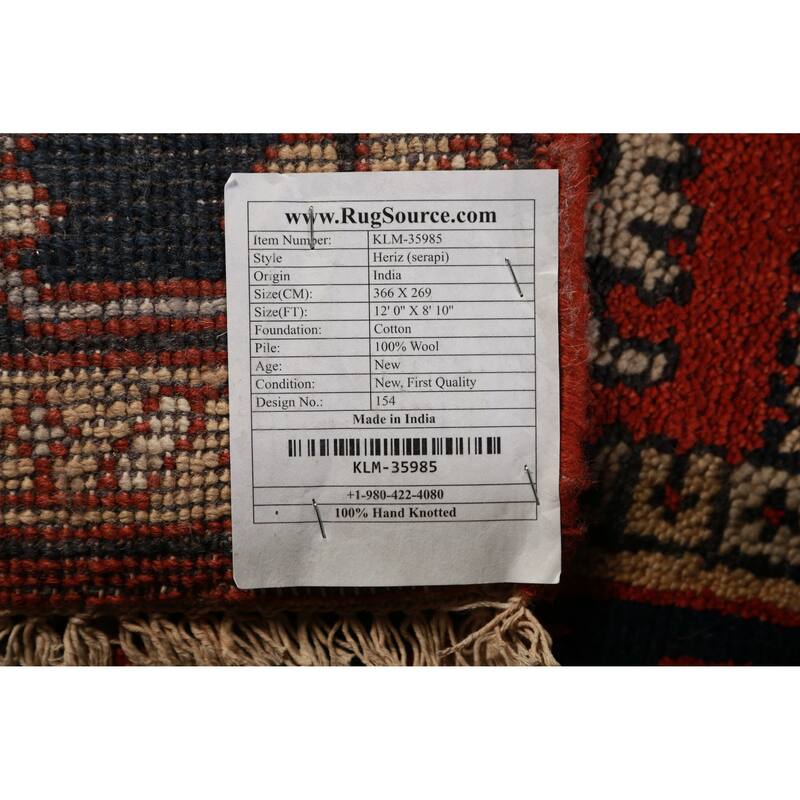 www.RugSource.com
Item Number: KLM-35985
Style Heriz (serapi)
Origin India
Size(CM): 366 X 269
Size(FT): 12' 0" X 8' 10"
Foundation: Cotton
Pile: 100% Wool
Age: New
Condition: New, First Quality
Design No.: 154
Made in India
KLM-35985
+1-980-422-4080
100% Hand Knotted